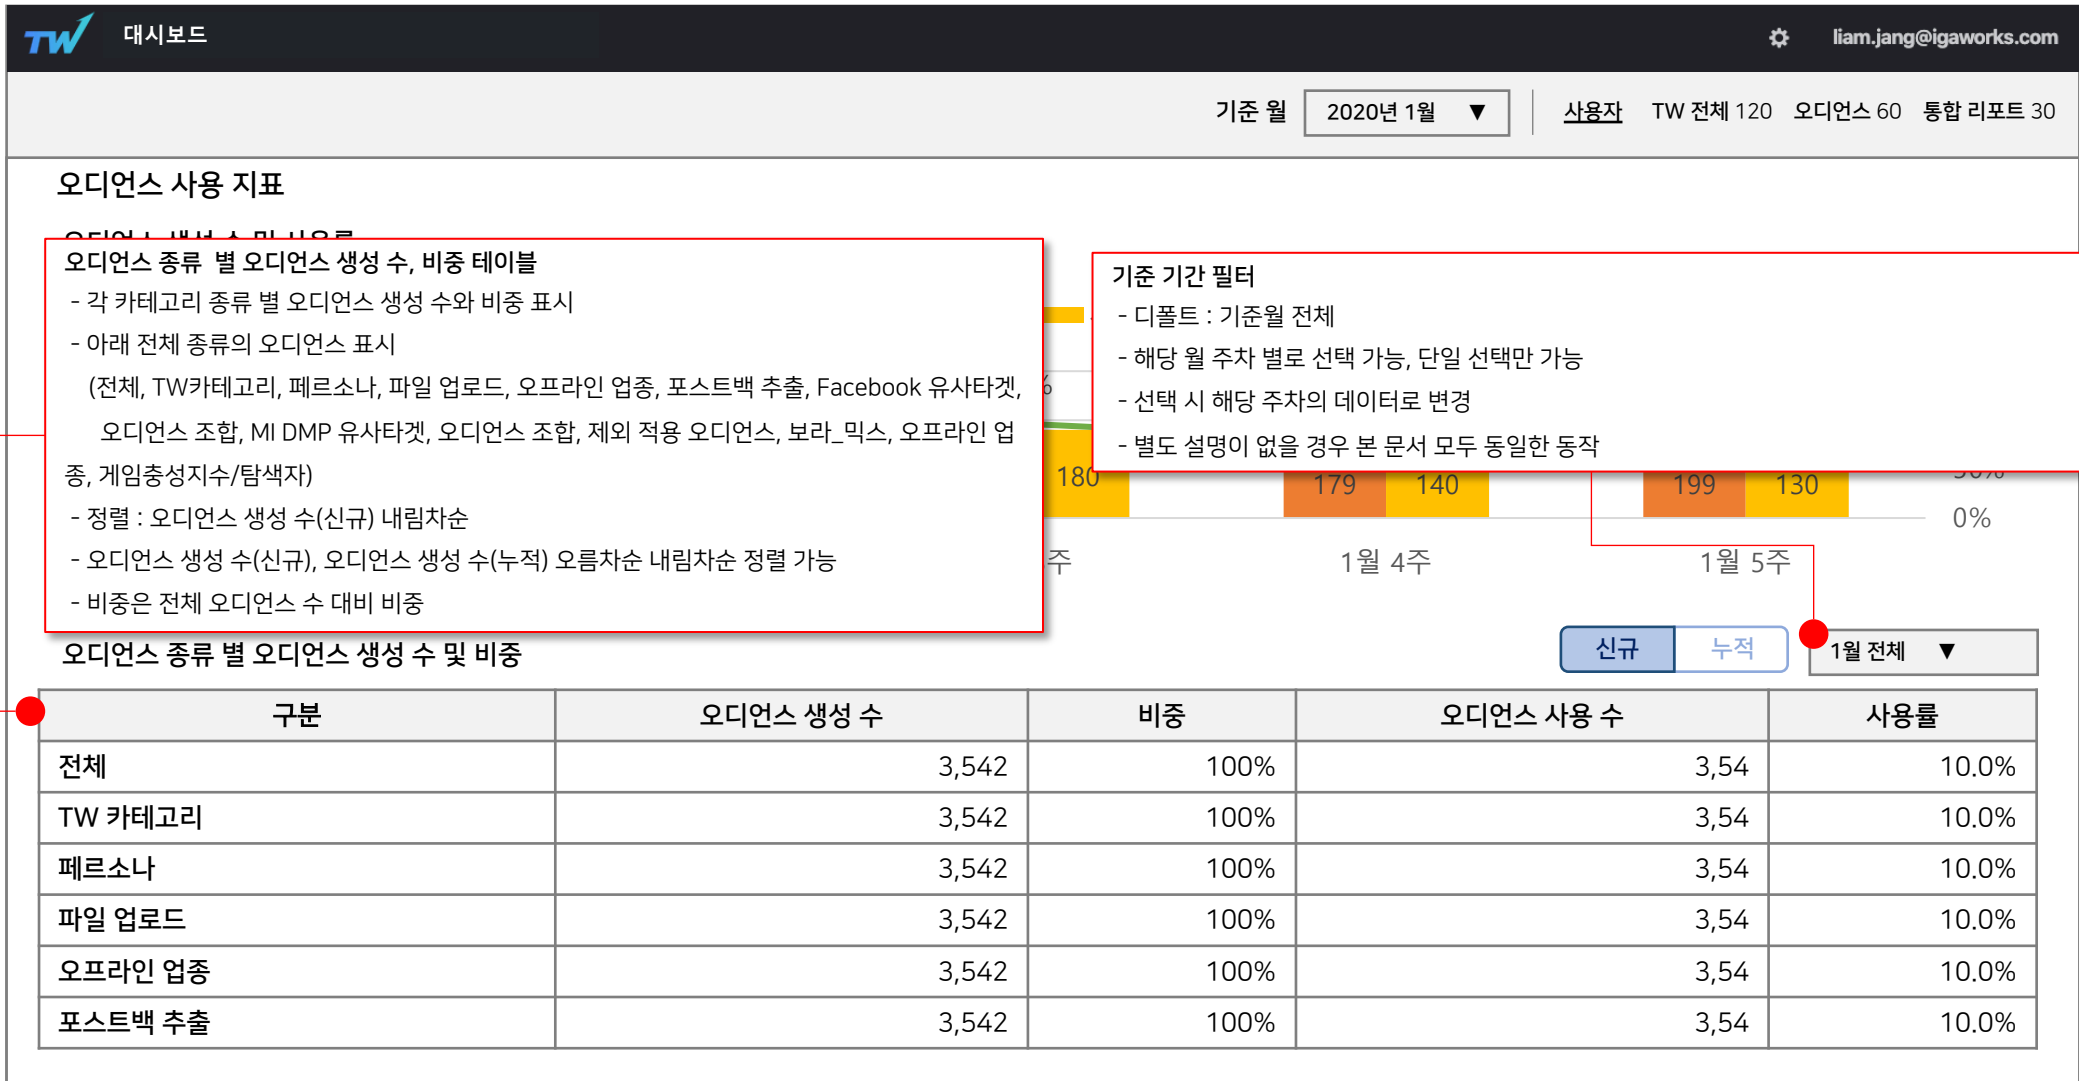 TW 대시보드 liam.jang@igaworks.com
기준 월 2020년 1월 ▼ 사용자 TW 전체 120 오디언스 60 통합 리포트 30
오디언스 사용 지표
오디언스 종류 별 오디언스 생성 수, 비중 테이블
- 각 카테고리 종류 별 오디언스 생성 수와 비중 표시
- 아래 전체 종류의 오디언스 표시
(전체, TW카테고리, 페르소나, 파일 업로드, 오프라인 업종, 포스트백 추출, Facebook 유사타겟,
오디언스 조합, MI DMP 유사타겟, 오디언스 조합, 제외 적용 오디언스, 보라_믹스, 오프라인 업
종, 게임충성지수/탐색자)
- 정렬 : 오디언스 생성 수(신규) 내림차순
- 오디언스 생성 수(신규), 오디언스 생성 수(누적) 오름차순 내림차순 정렬 가능
- 비중은 전체 오디언스 수 대비 비중
기준 기간 필터
- 디폴트 : 기준월 전체
- 해당 월 주차 별로 선택 가능, 단일 선택만 가능
- 선택 시 해당 주차의 데이터로 변경
- 별도 설명이 없을 경우 본 문서 모두 동일한 동작
180 179 140 199 130
0%
주 1월 4주 1월 5주
오디언스 종류 별 오디언스 생성 수 및 비중 신규 누적 1월 전체 ▼
구분 오디언스 생성 수 비중 오디언스 사용 수 사용률
전체 3,542 100% 3,54 10.0%
TW 카테고리 3,542 100% 3,54 10.0%
페르소나 3,542 100% 3,54 10.0%
파일 업로드 3,542 100% 3,54 10.0%
오프라인 업종 3,542 100% 3,54 10.0%
포스트백 추출 3,542 100% 3,54 10.0%